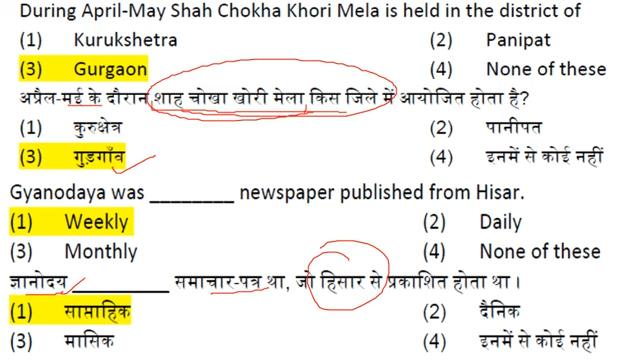 During April-May Shah Chokha Khori Mela is held in the district of
(1) Kurukshetra (2) Panipat
(3) Gurgaon (4) None of these
अप्रैल-मई के दौरान शाह चोखा खोरी मेला किस जिले में आयोजित होता है?
(1) कुरुक्षेत्र (2) पानीपत
(3) गुड़गाँव (4) इनमें से कोई नहीं
Gyanodaya was ________ newspaper published from Hisar.
(1) Weekly (2) Daily
(3) Monthly (4) None of these
ज्ञानोदय __________ समाचार-पत्र था, जो हिसार से प्रकाशित होता था।
(1) साप्ताहिक (2) दैनिक
(3) मासिक (4) इनमें से कोई नहीं